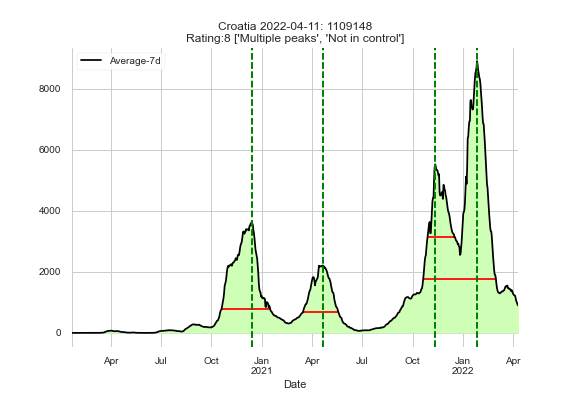 Croatia 2022-04-11: 1109148
Rating:8 ['Multiple peaks', 'Not in control']
Average-7d
8000
6000
4000
2000
0
Apr Jul Oct Jan Apr Jul Oct Jan Apr
2021 2022
Date